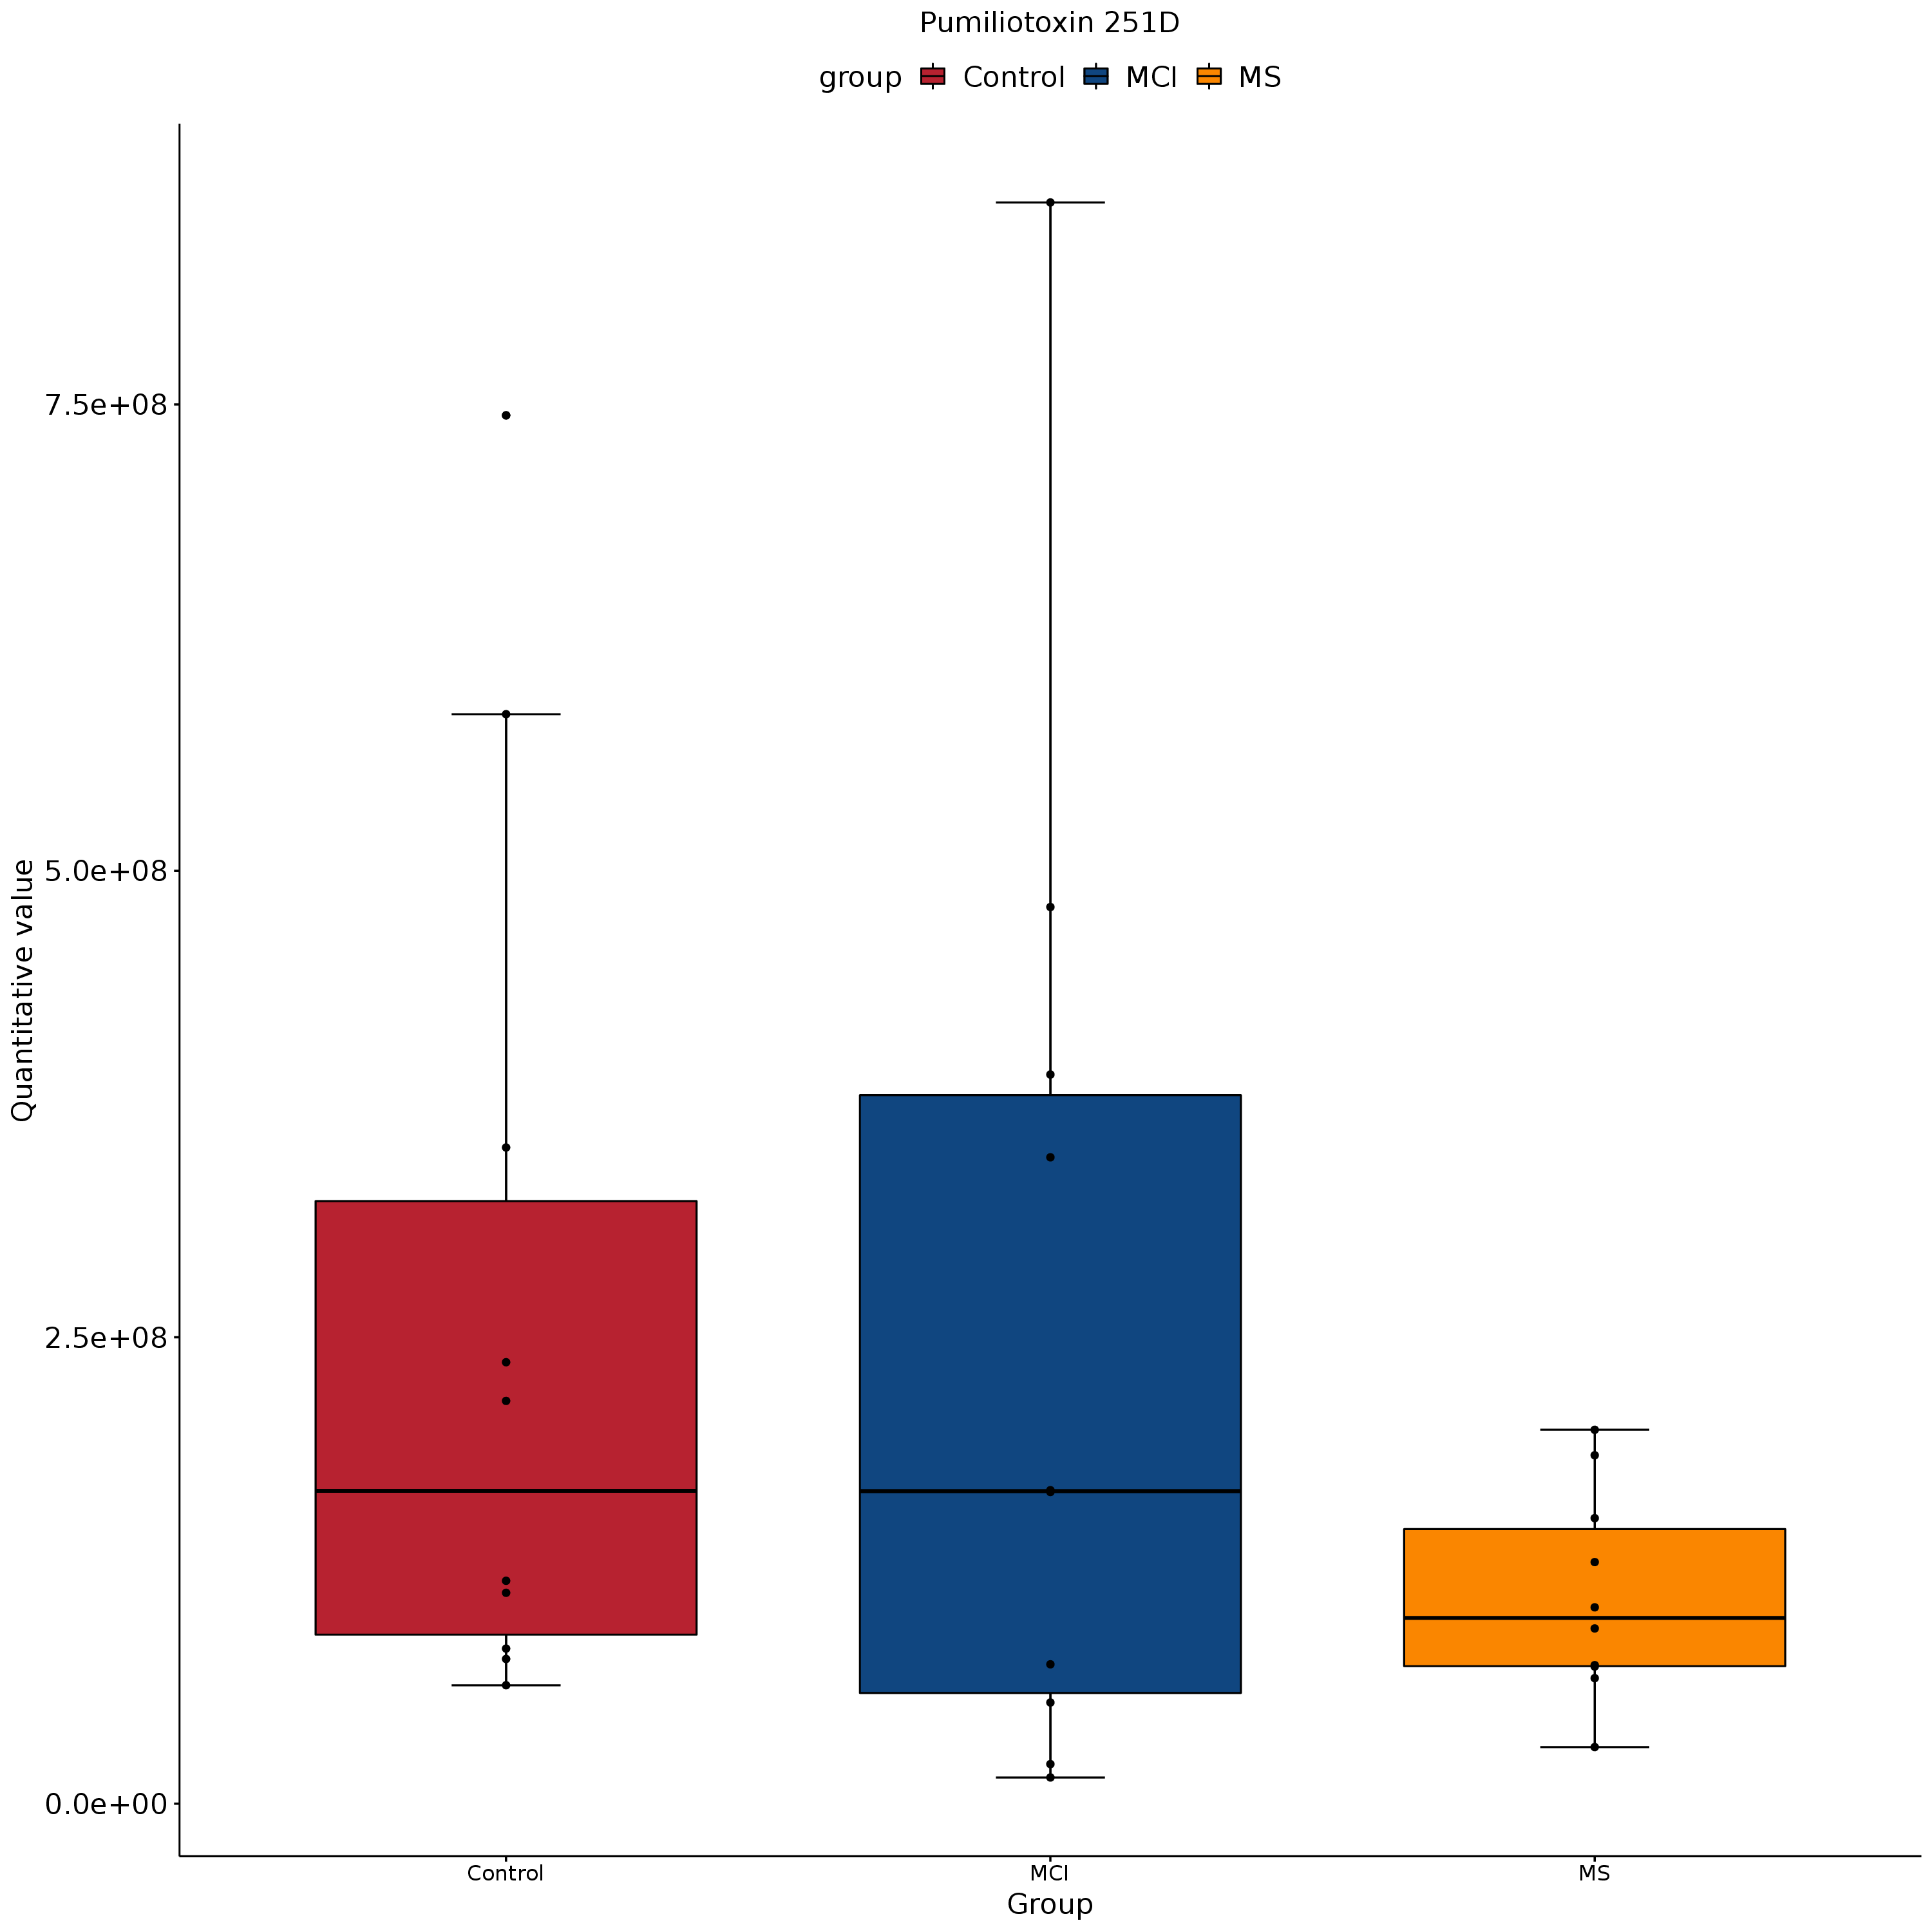 Pumiliotoxin 251D
group Control MCI MS
7.5e+08
5.0e+08
2.5e+08
0.0e+00
Quantitative value
Control MCI MS
Group